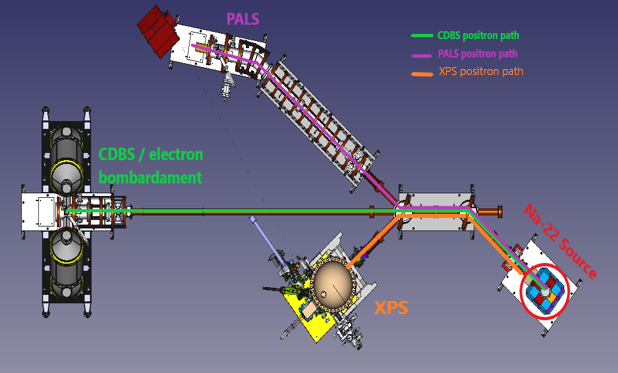 PALS
CDBS positron path
PALS positron path
XPS positron path
CDBS / electron
bombardament
Na-22 Source
XPS